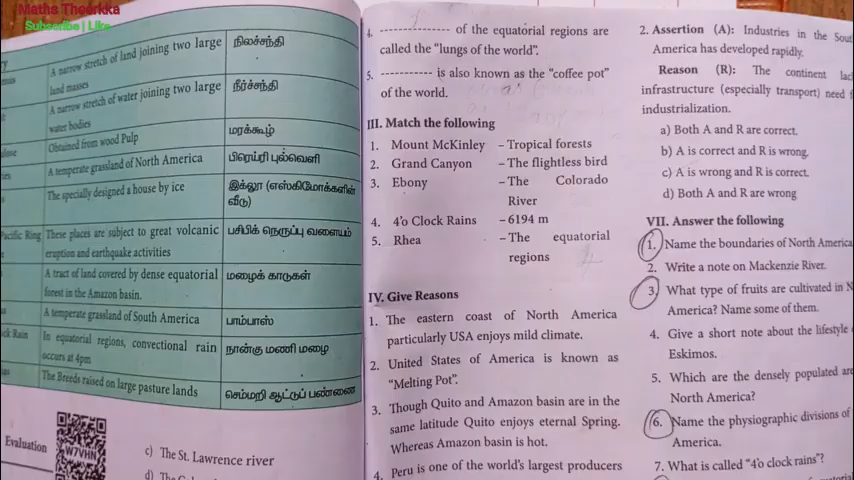 Maths Theorkka
Subscribe | Like
A narrow stretch of land joining two large
land masses
நிலச்சந்தி
A narrow stretch of water joining two large
water bodies
நீர்ச்சந்தி
Obtained from wood Pulp
மரக்கூழ்
A temperate grassland of North America
பிரெய்ரி புல்வெளி
The specially designed a house by ice
இக்லூ (எஸ்கிமோக்களின்
வீடு)
Pacific Ring
These places are subject to great volcanic
eruption and earthquake activities
பசிபிக் நெருப்பு வளையம்
A tract of land covered by dense equatorial
forest in the Amazon basin.
மழைக் காடுகள்
A temperate grassland of South America
பாம்பாஸ்
ck Rain
In equatorial regions, convectional rain
occurs at 4pm
நான்கு மணி மழை
The Breeds raised on large pasture lands
செம்மறி ஆட்டுப் பண்ணை
Evaluation
W7VHN
c) The St. Lawrence river
4. ------------- of the equatorial regions are
called the “lungs of the world”.
5. ----------- is also known as the “coffee pot”
of the world.
III. Match the following
1. Mount McKinley – Tropical forests
2. Grand Canyon – The flightless bird
3. Ebony – The Colorado
River
4. 4’o Clock Rains – 6194 m
5. Rhea – The equatorial
regions
IV. Give Reasons
1. The eastern coast of North America
particularly USA enjoys mild climate.
2. United States of America is known as
“Melting Pot”.
3. Though Quito and Amazon basin are in the
same latitude Quito enjoys eternal Spring.
Whereas Amazon basin is hot.
4. Peru is one of the world’s largest producers
2. Assertion (A): Industries in the Sout
America has developed rapidly.
Reason (R): The continent lac
infrastructure (especially transport) need f
industrialization.
a) Both A and R are correct.
b) A is correct and R is wrong.
c) A is wrong and R is correct.
d) Both A and R are wrong
VII. Answer the following
1. Name the boundaries of North America
2. Write a note on Mackenzie River.
3. What type of fruits are cultivated in N
America? Name some of them.
4. Give a short note about the lifestyle o
Eskimos.
5. Which are the densely populated are
North America?
6. Name the physiographic divisions of
America.
7. What is called “4’o clock rains”?